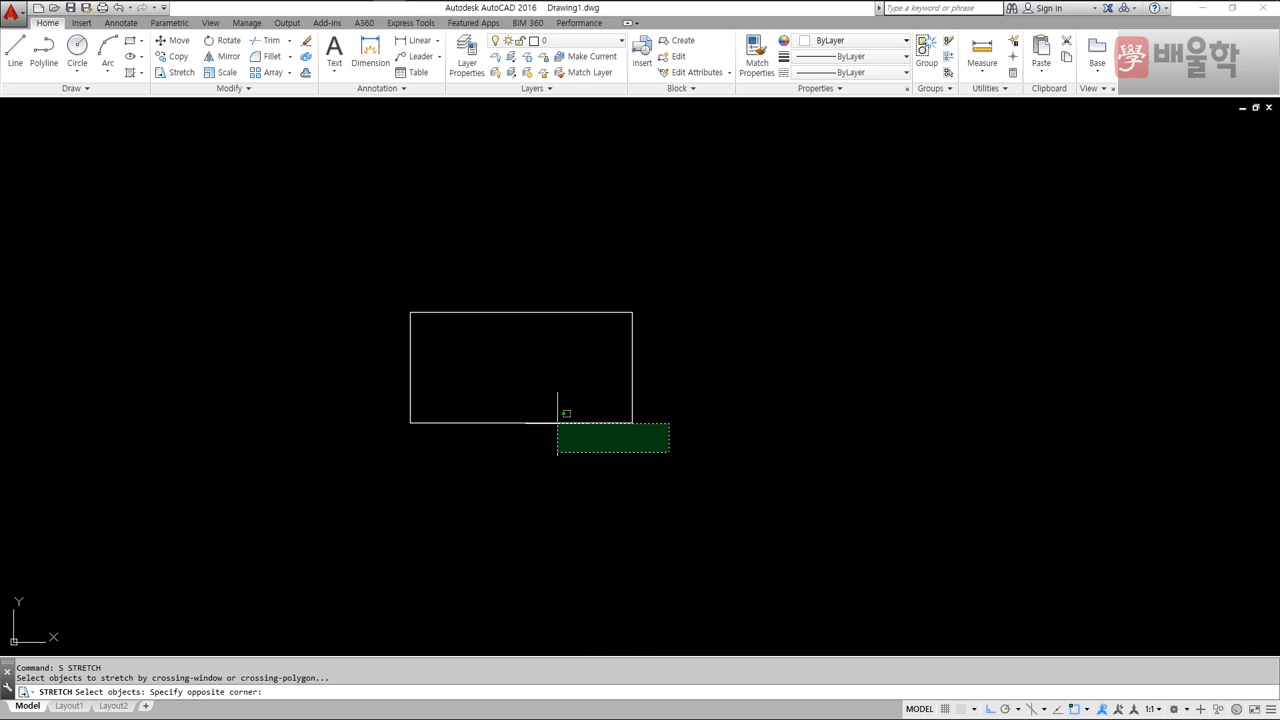 Autodesk AutoCAD 2016 Drawing1.dwg
Type a keyword or phrase
Sign In
Home Insert Annotate Parametric View Manage Output Add-ins A360 Express Tools Featured Apps BIM 360 Performance
Line Polyline Circle Arc
Move Rotate Trim
Copy Mirror Fillet
Stretch Scale Array
Text Dimension
Linear
Leader
Table
Layer Properties
0
Make Current
Match Layer
Insert
Create
Edit
Edit Attributes
Match Properties
ByLayer
ByLayer
ByLayer
Group
Measure
Paste
Base
學 배울학
Draw Modify Annotation Layers Block Properties Groups Utilities Clipboard View
Y
X
Command: S STRETCH
Select objects to stretch by crossing-window or crossing-polygon...
STRETCH Select objects: Specify opposite corner:
Model Layout1 Layout2 +
MODEL 1:1